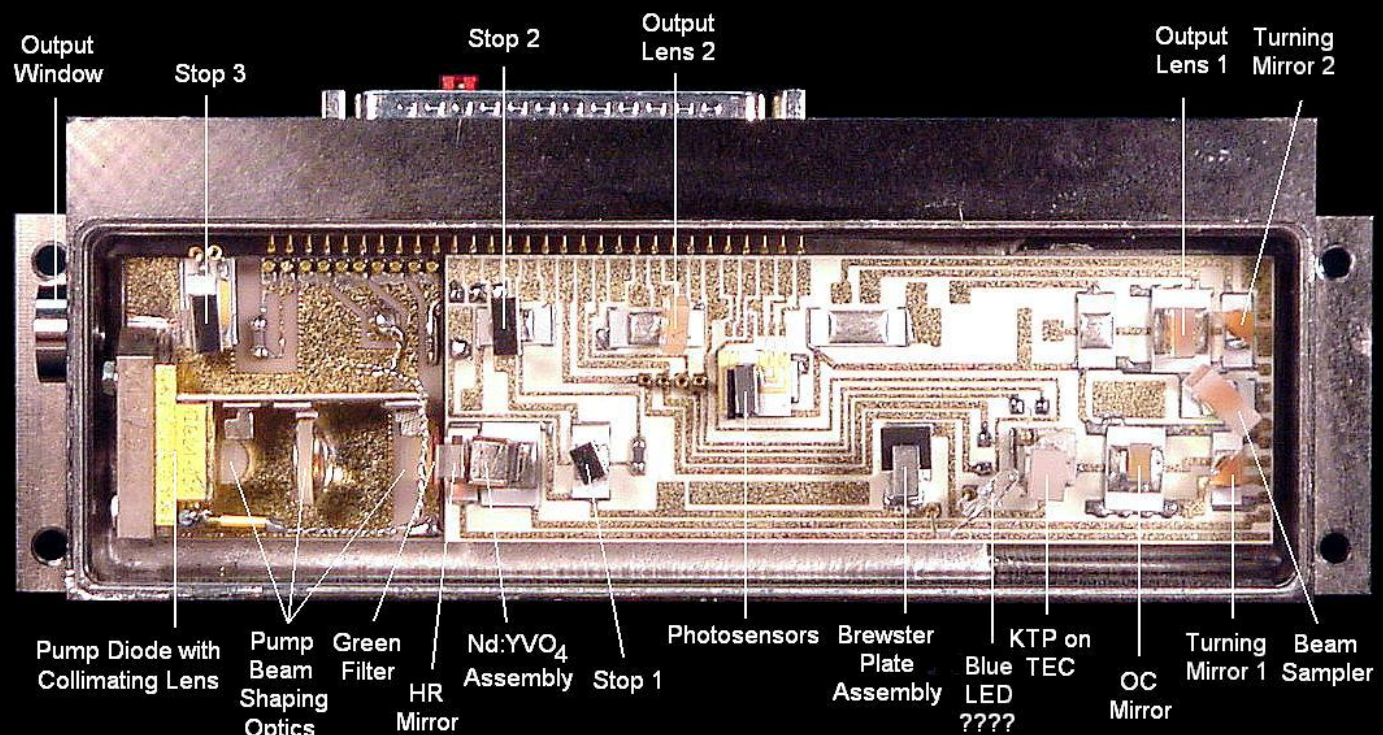 Output
Window
Stop 3
Stop 2
Output
Lens 2
Output
Lens 1
Turning
Mirror 2
Pump Diode with
Collimating Lens
Pump
Beam
Shaping
Optics
Green
Filter
HR
Mirror
Nd:YVO4
Assembly
Stop 1
Photosensors
Brewster
Plate
Assembly
Blue
LED
????
KTP on
TEC
OC
Mirror
Turning
Mirror 1
Beam
Sampler